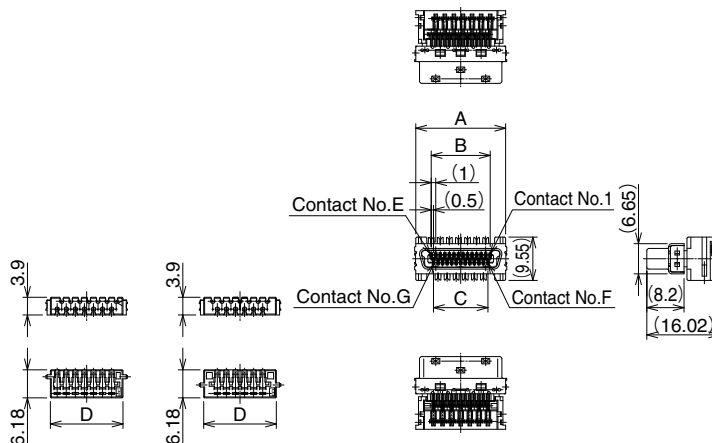 A
B
(1)
(0.5)
Contact No.E
Contact No.1
(6.65)
(9.55)
Contact No.G
C
Contact No.F
(8.2)
(16.02)
3.9
3.9
6.18
D
6.18
D